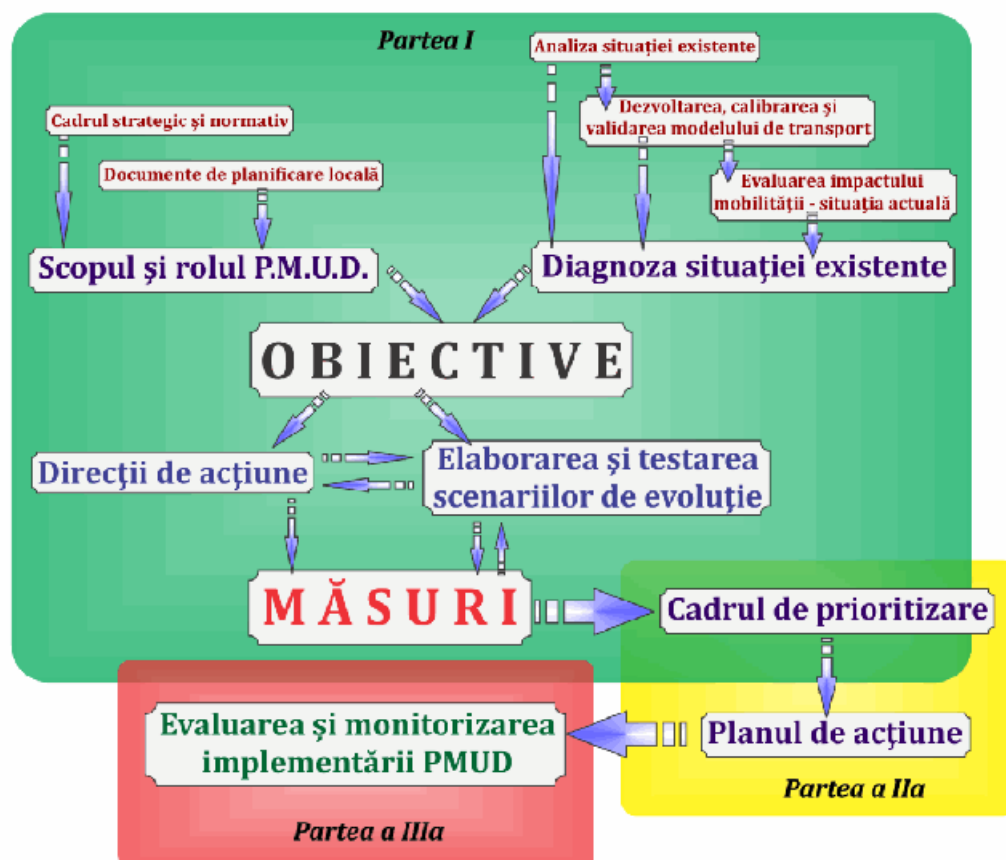 Partea I
Analiza situației existente
Dezvoltarea, calibrarea și
validarea modelului de transport
Cadrul strategic și normativ
Documente de planificare locală
Evaluarea impactului
mobilității - situația actuală
Scopul și rolul P.M.U.D.
Diagnoza situației existente
OBIECTIVE
Direcții de acțiune
Elaborarea și testarea
scenariilor de evoluție
MĂSURI
Cadrul de prioritizare
Evaluarea și monitorizarea
implementării PMUD
Planul de acțiune
Partea a IIa
Partea a IIIa